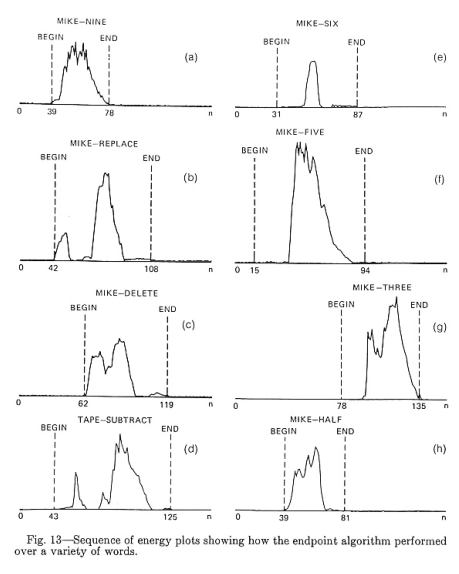 MIKE-NINE
BEGIN END
(a)
0 39 78 n
MIKE-REPLACE
BEGIN END
(b)
0 42 108 n
MIKE-DELETE
BEGIN END
(c)
0 62 119 n
TAPE-SUBTRACT
BEGIN END
(d)
0 43 125 n
MIKE-SIX
BEGIN END
(e)
0 31 87 n
MIKE-FIVE
BEGIN END
(f)
0 15 94 n
MIKE-THREE
BEGIN END
(g)
0 78 135 n
MIKE-HALF
BEGIN END
(h)
0 39 81 n
Fig. 13—Sequence of energy plots showing how the endpoint algorithm performed
over a variety of words.